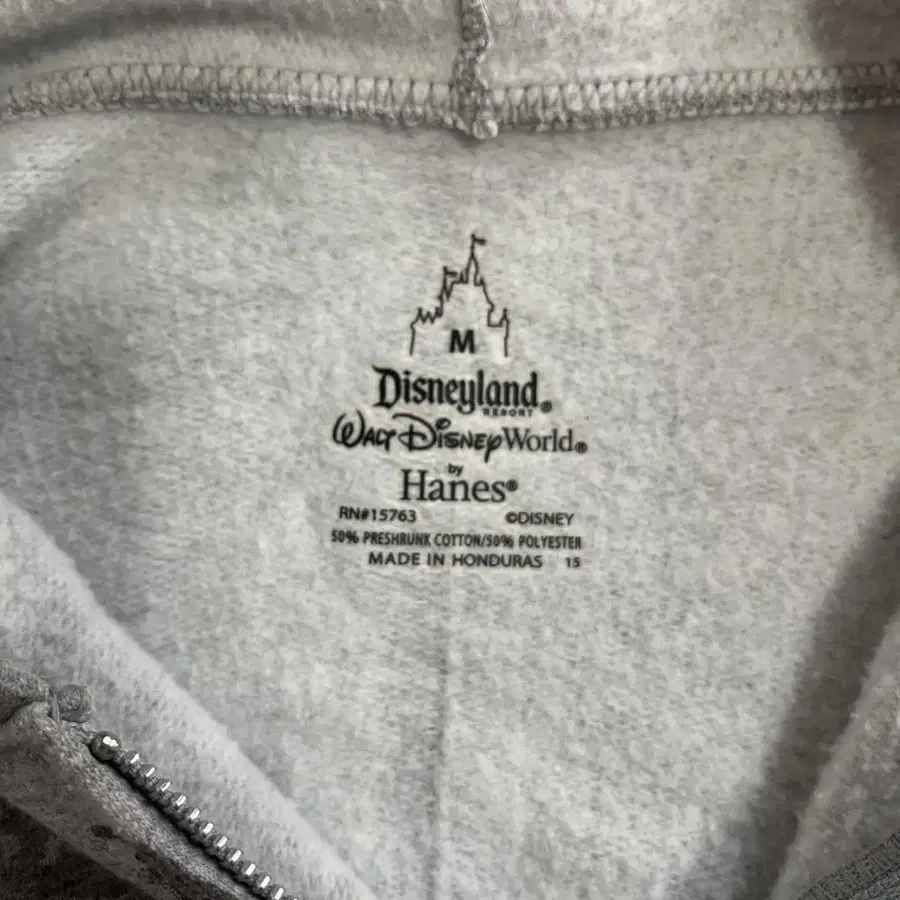 M
Disneyland®
RESORT
Walt Disney World®
by
Hanes®
RN#15763 ©DISNEY
50% PRESHRUNK COTTON/50% POLYESTER
MADE IN HONDURAS 15